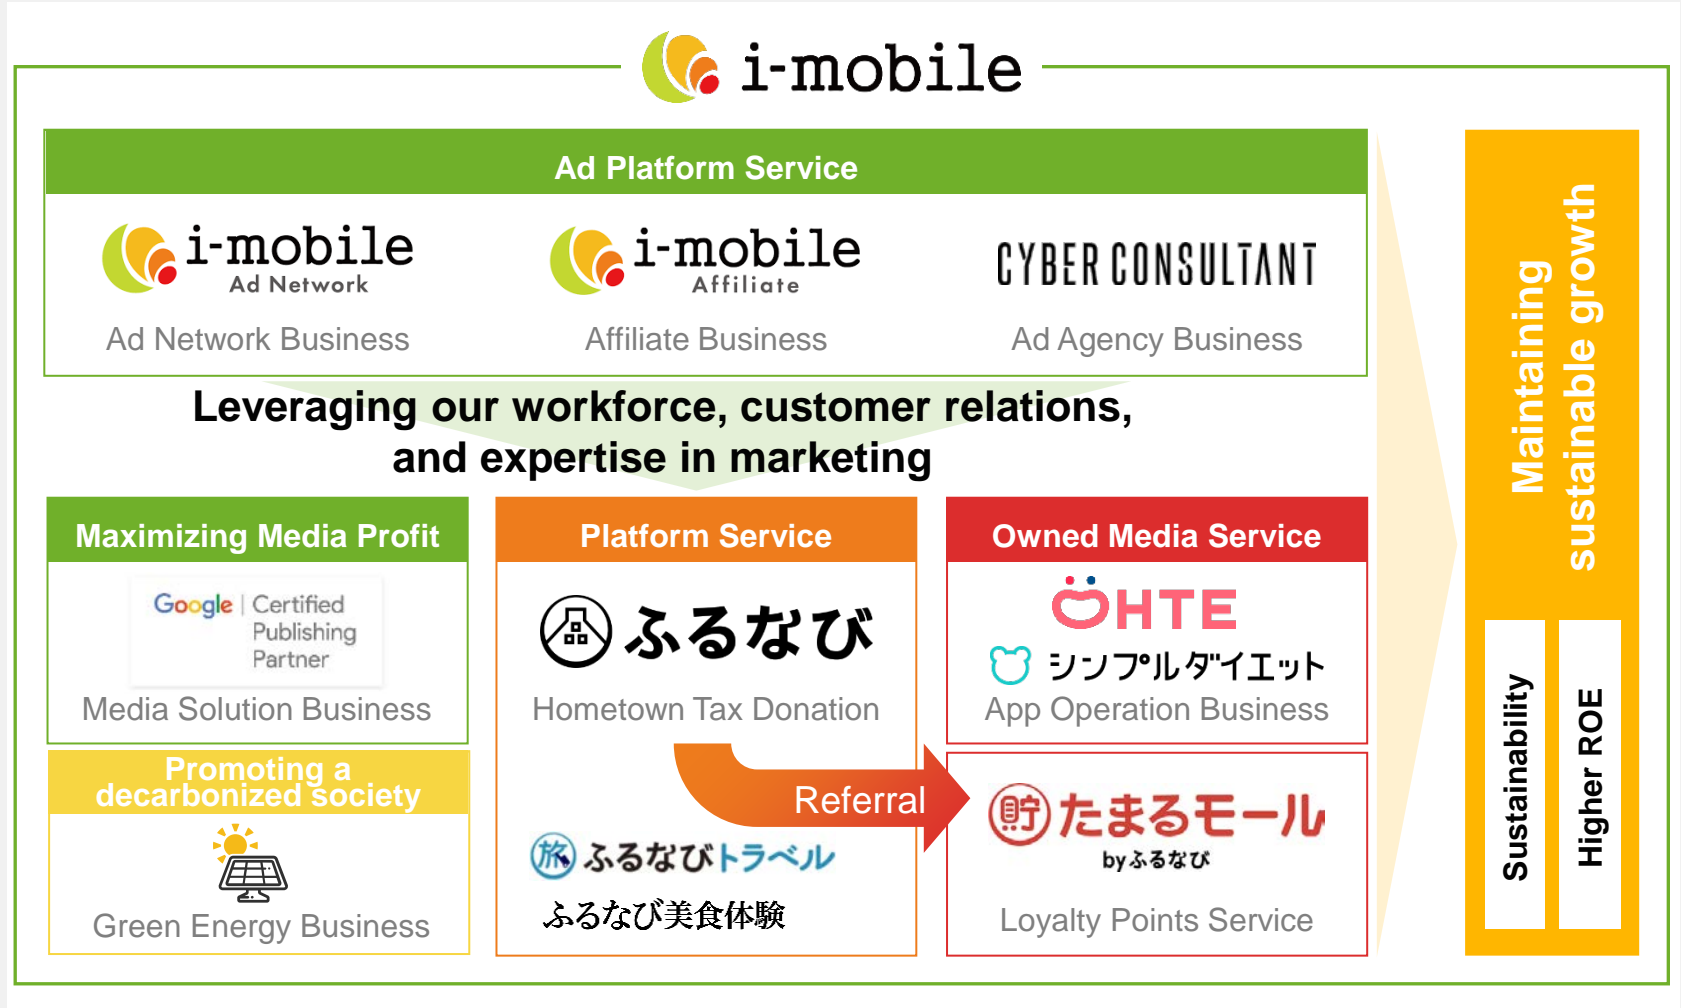 i-mobile
Ad Platform Service
i-mobile
Ad Network
Ad Network Business
i-mobile
Affiliate
Affiliate Business
CYBER CONSULTANT
Ad Agency Business
Leveraging our workforce, customer relations,
and expertise in marketing
Maximizing Media Profit
Google | Certified
Publishing
Partner
Media Solution Business
Promoting a
decarbonized society
Green Energy Business
Platform Service
ふるなび
Hometown Tax Donation
Referral
旅 ふるなびトラベル
ふるなび美食体験
Owned Media Service
OHTE
シンプルダイエット
App Operation Business
貯 たまるモール
byふるなび
Loyalty Points Service
Maintaining
sustainable growth
Sustainability
Higher ROE